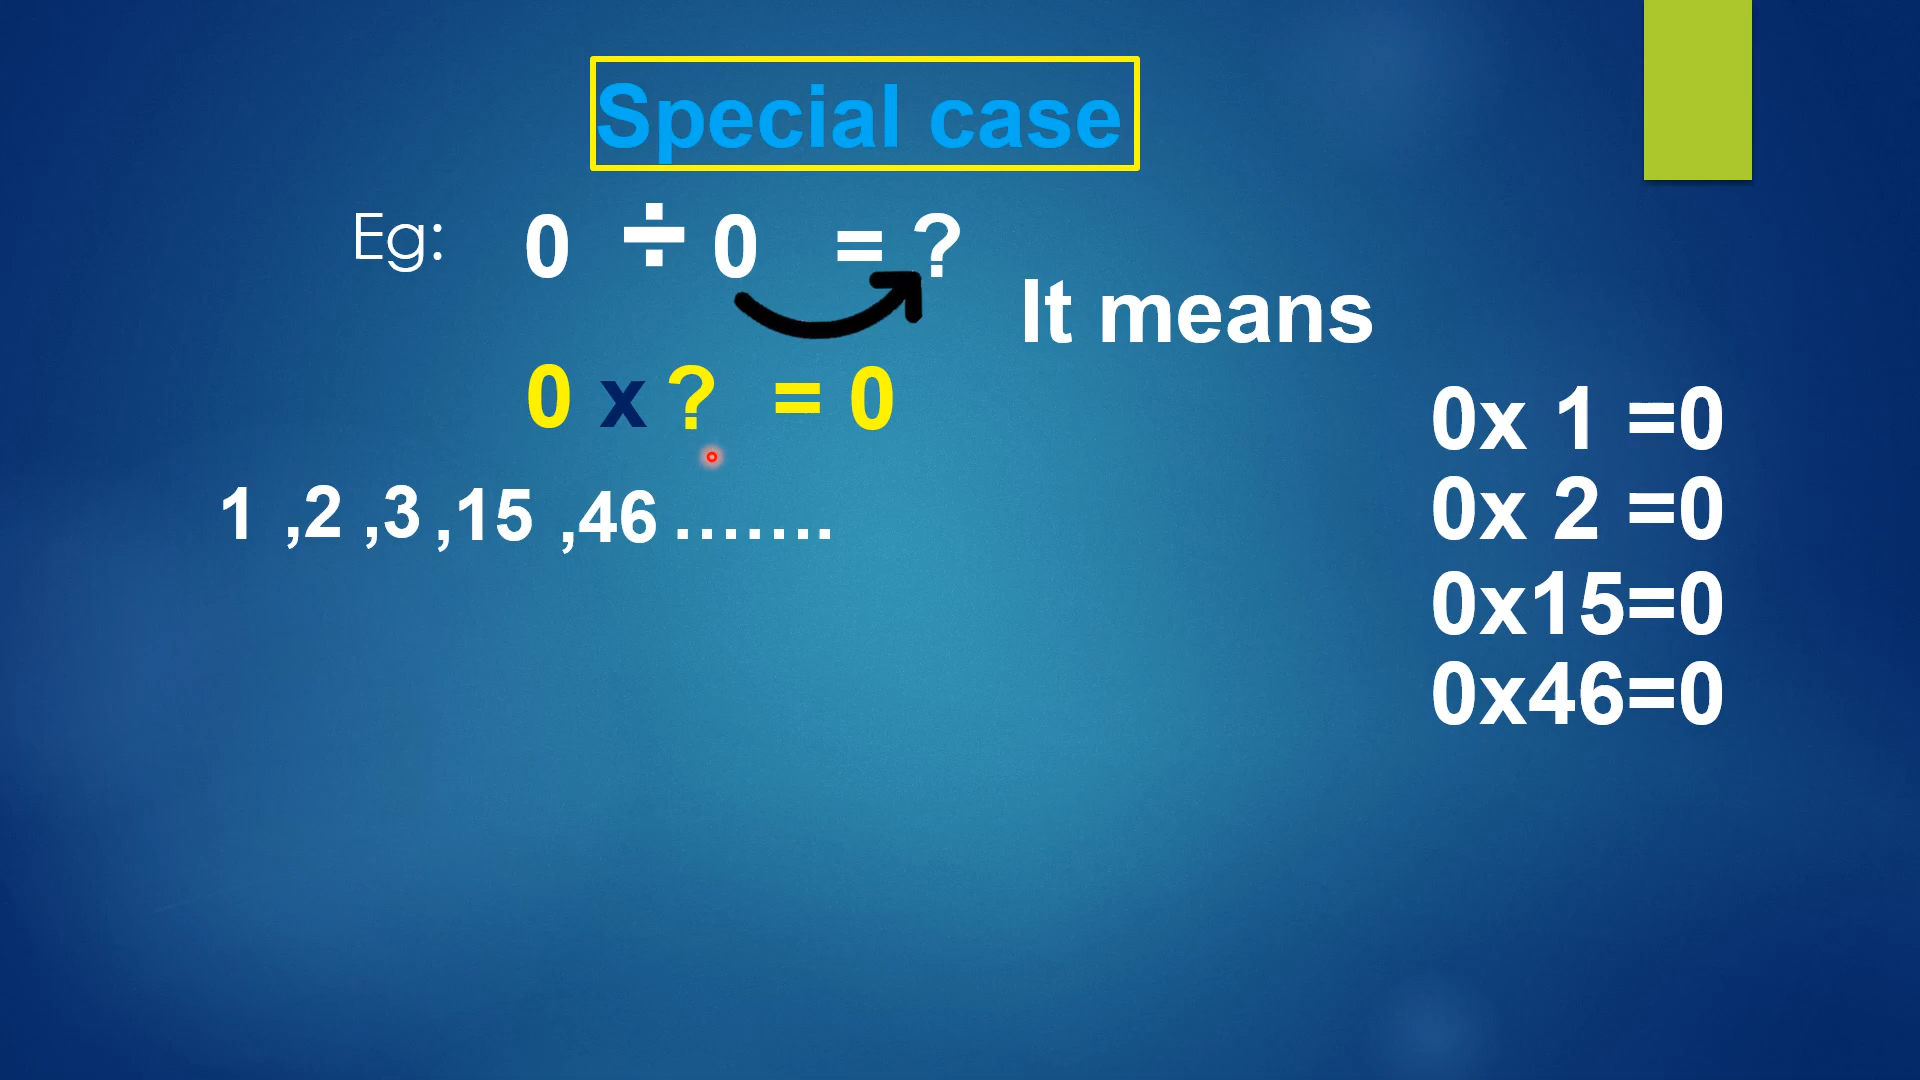 Special case
Eg: 0 ÷ 0 = ?
It means
0 x ? = 0
1 ,2 ,3 ,15 ,46 .......
0x 1 =0
0x 2 =0
0x15=0
0x46=0